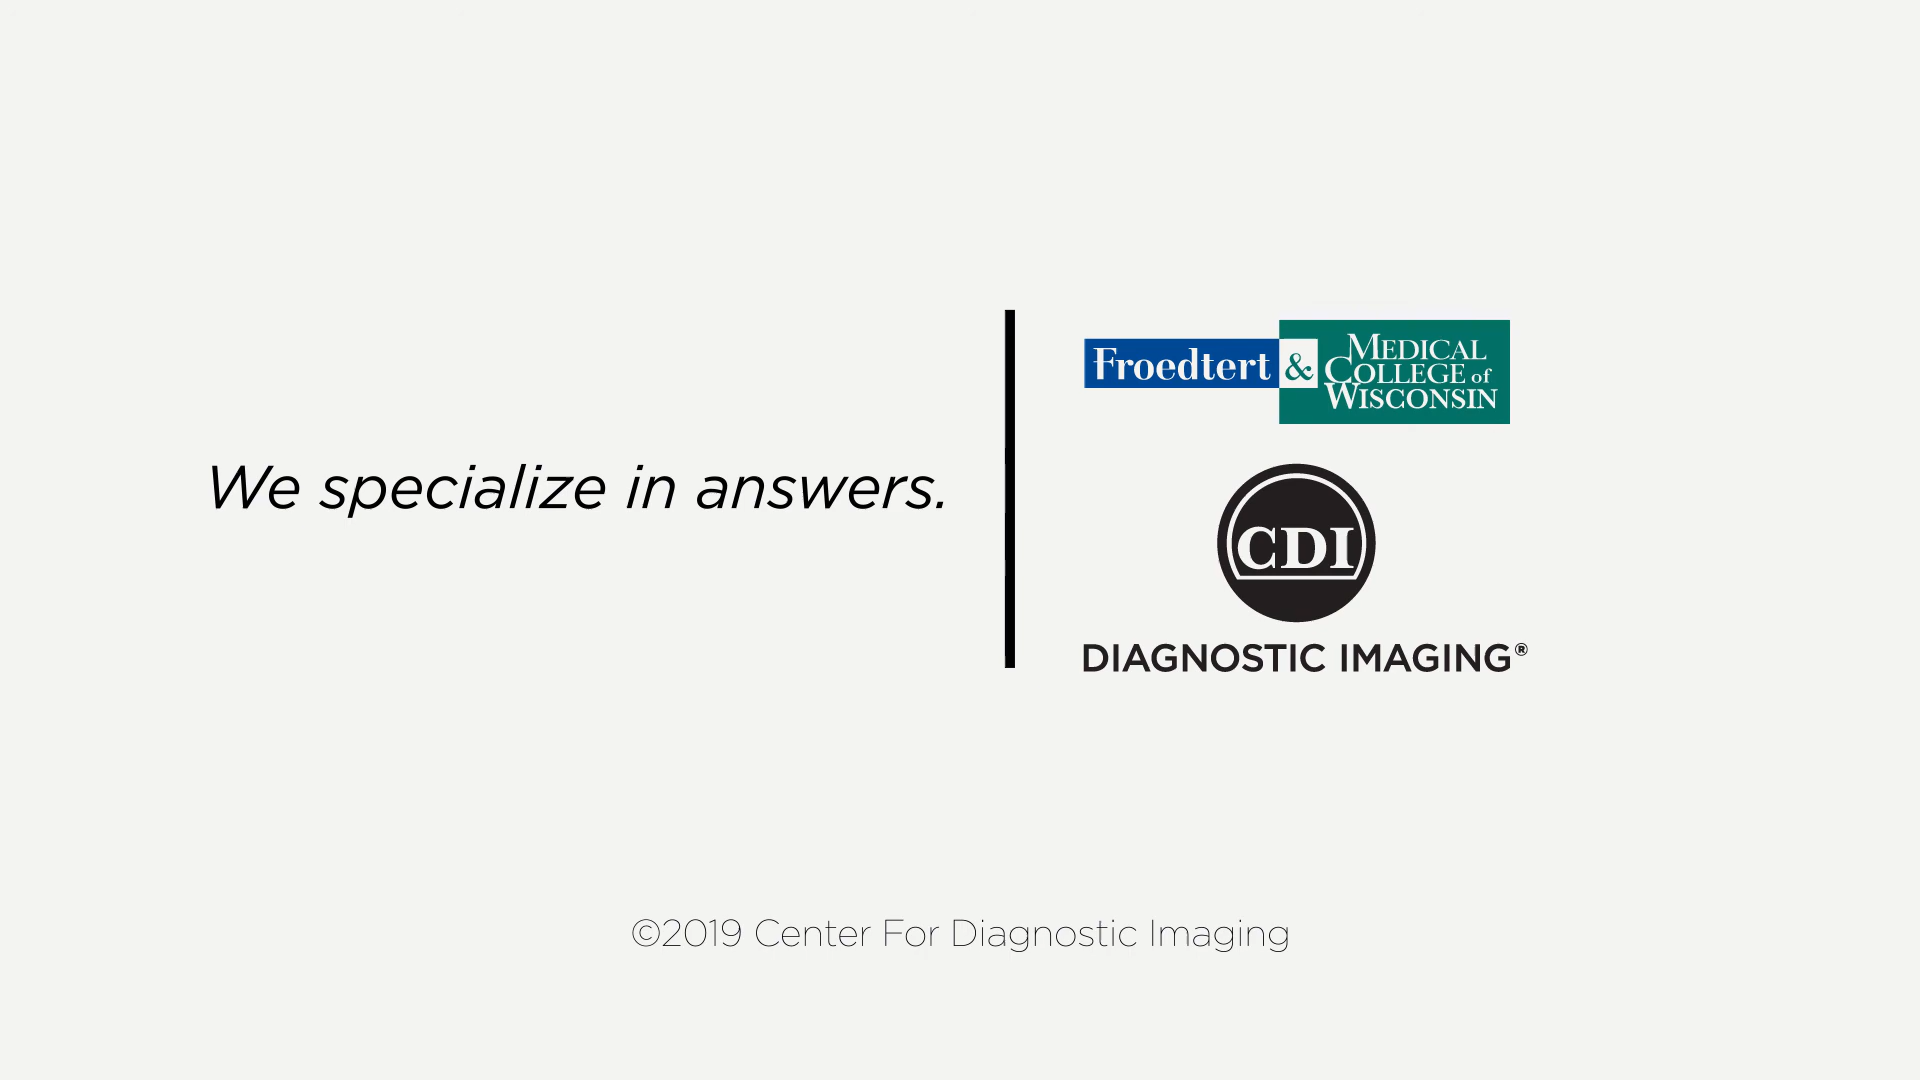 We specialize in answers.
Froedtert & MEDICAL
COLLEGE of
WISCONSIN
CDI
DIAGNOSTIC IMAGING®
©2019 Center For Diagnostic Imaging